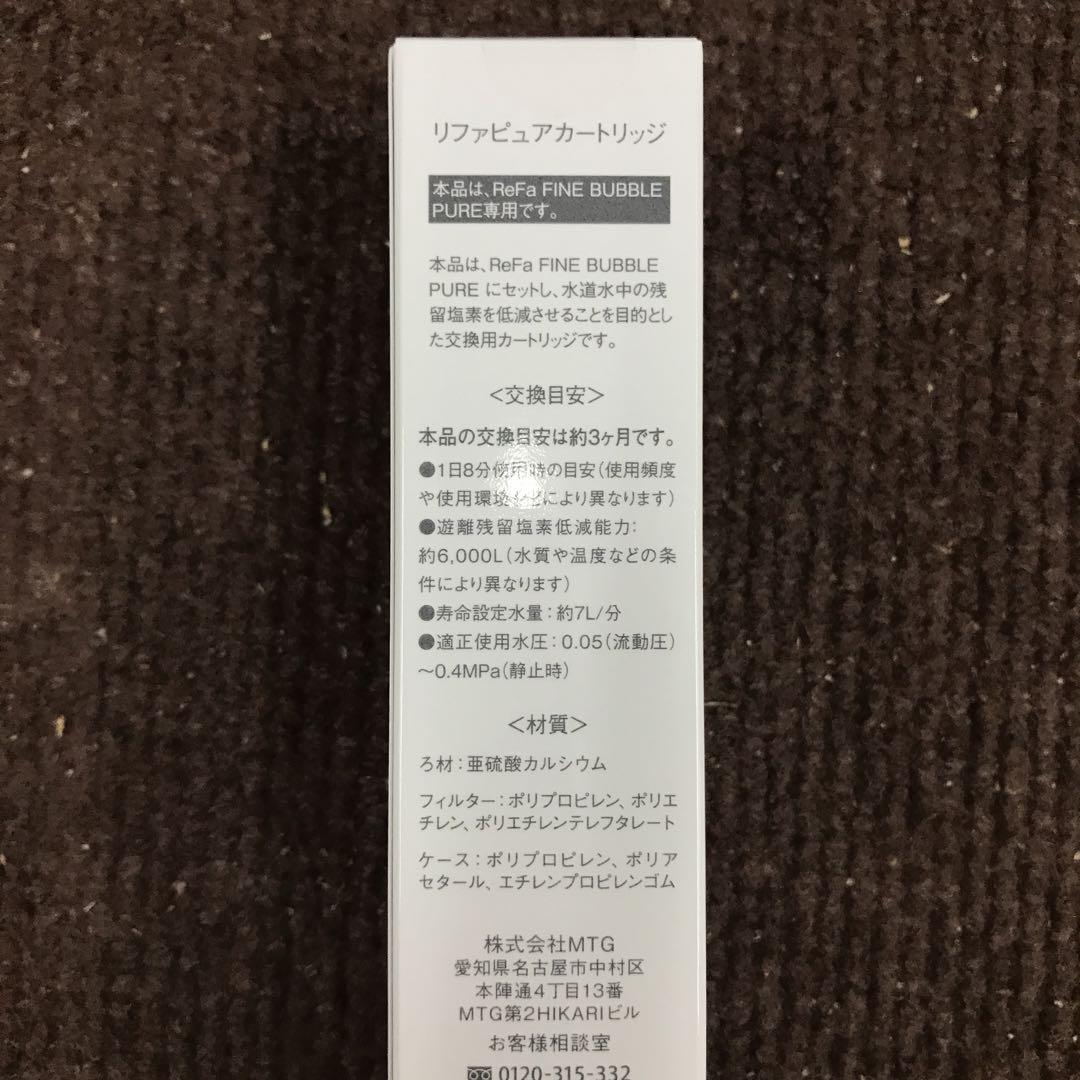 リファピュアカートリッジ
本品は、ReFa FINE BUBBLE
PURE専用です。
本品は、ReFa FINE BUBBLE
PURE にセットし、水道水中の残
留塩素を低減させることを目的とし
た交換用カートリッジです。
＜交換目安＞
本品の交換目安は約3ヶ月です。
●1日8分使用時の目安（使用頻度
や使用環境などにより異なります）
●遊離残留塩素低減能力：
約6,000L（水質や温度などの条
件により異なります）
●寿命設定水量：約7L/分
●適正使用水圧：0.05（流動圧）
～0.4MPa（静止時）
＜材質＞
ろ材：亜硫酸カルシウム
フィルター：ポリプロピレン、ポリエ
チレン、ポリエチレンテレフタレート
ケース：ポリプロピレン、ポリア
セタール、エチレンプロピレンゴム
株式会社MTG
愛知県名古屋市中村区
本陣通4丁目13番
MTG第2HIKARIビル
お客様相談室
0120-315-332